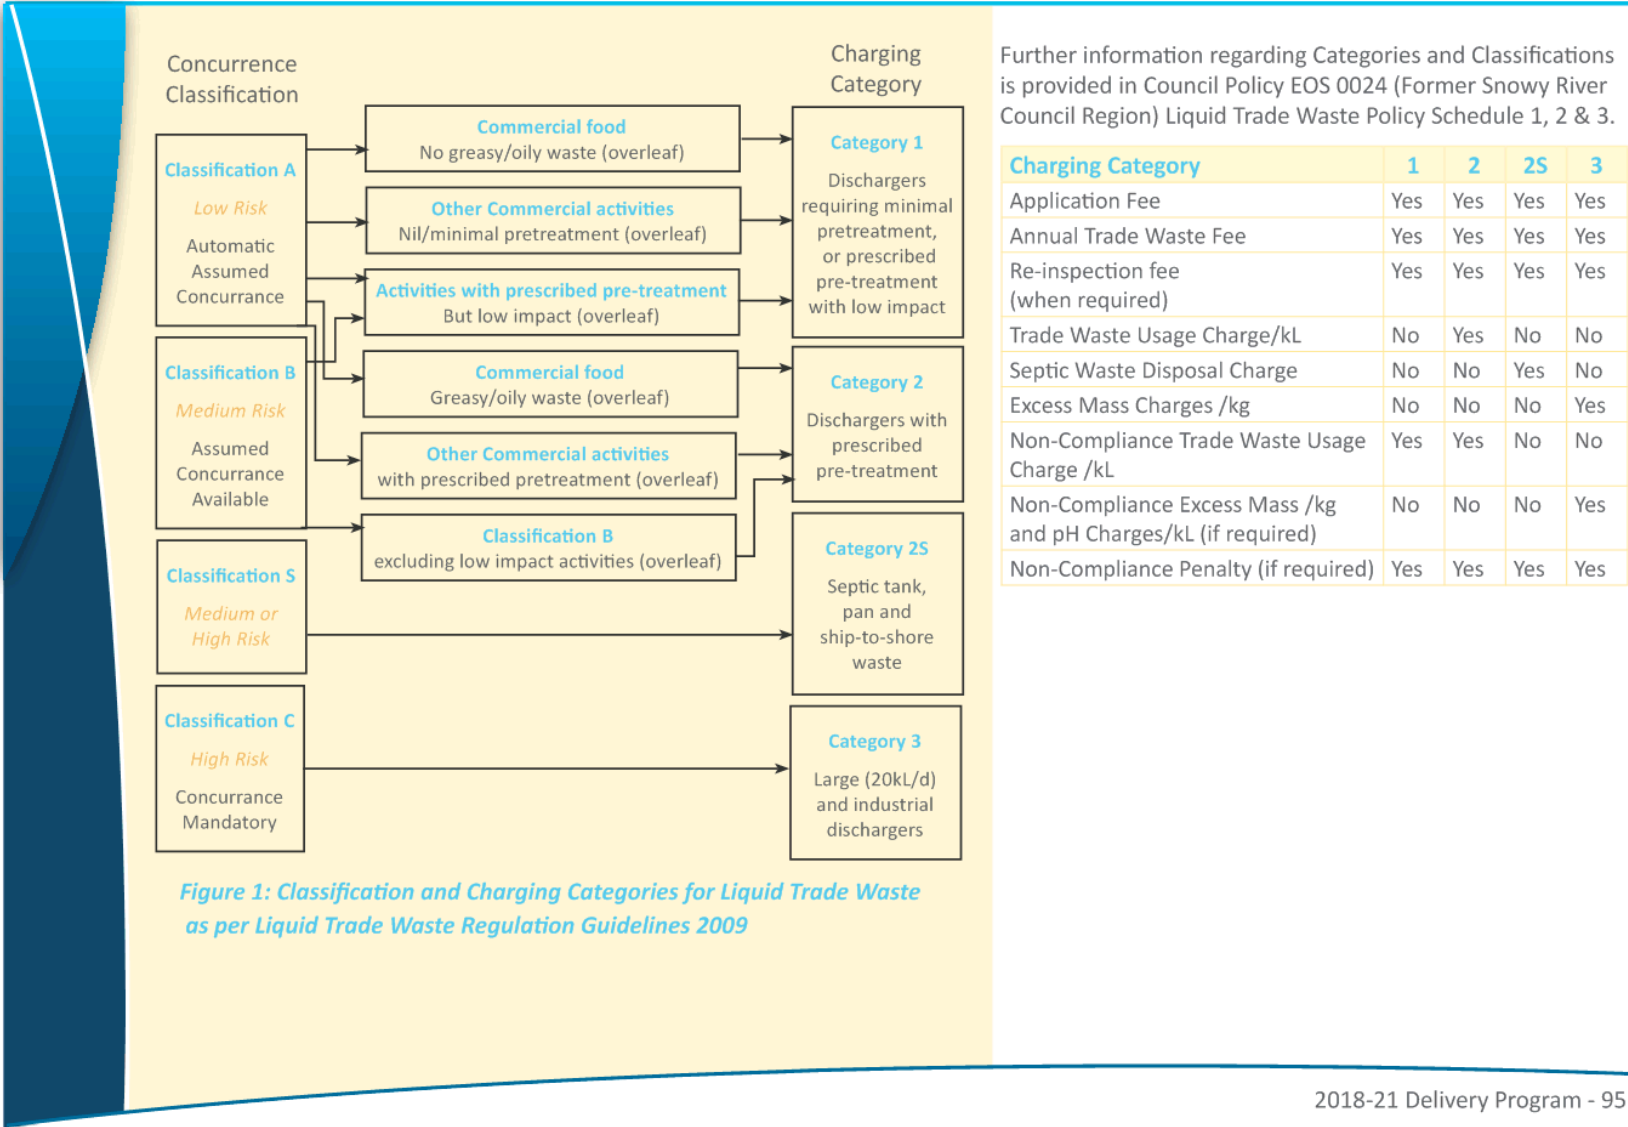 Concurrence
Classification
Charging
Category
Classification A
Low Risk
Automatic
Assumed
Concurrance
Classification B
Medium Risk
Assumed
Concurrance
Available
Classification S
Medium or
High Risk
Classification C
High Risk
Concurrance
Mandatory
Commercial food
No greasy/oily waste (overleaf)
Other Commercial activities
Nil/minimal pretreatment (overleaf)
Activities with prescribed pre-treatment
But low impact (overleaf)
Commercial food
Greasy/oily waste (overleaf)
Other Commercial activities
with prescribed pretreatment (overleaf)
Classification B
excluding low impact activities (overleaf)
Category 1
Dischargers
requiring minimal
pretreatment,
or prescribed
pre-treatment
with low impact
Category 2
Dischargers with
prescribed
pre-treatment
Category 2S
Septic tank,
pan and
ship-to-shore
waste
Category 3
Large (20kL/d)
and industrial
dischargers
Figure 1: Classification and Charging Categories for Liquid Trade Waste
as per Liquid Trade Waste Regulation Guidelines 2009
Further information regarding Categories and Classifications
is provided in Council Policy EOS 0024 (Former Snowy River
Council Region) Liquid Trade Waste Policy Schedule 1, 2 & 3.
Charging Category 1 2 2S 3
Application Fee Yes Yes Yes Yes
Annual Trade Waste Fee Yes Yes Yes Yes
Re-inspection fee Yes Yes Yes Yes
(when required)
Trade Waste Usage Charge/kL No Yes No No
Septic Waste Disposal Charge No No Yes No
Excess Mass Charges /kg No No No Yes
Non-Compliance Trade Waste Usage Yes Yes No No
Charge /kL
Non-Compliance Excess Mass /kg No No No Yes
and pH Charges/kL (if required)
Non-Compliance Penalty (if required) Yes Yes Yes Yes
2018-21 Delivery Program - 95